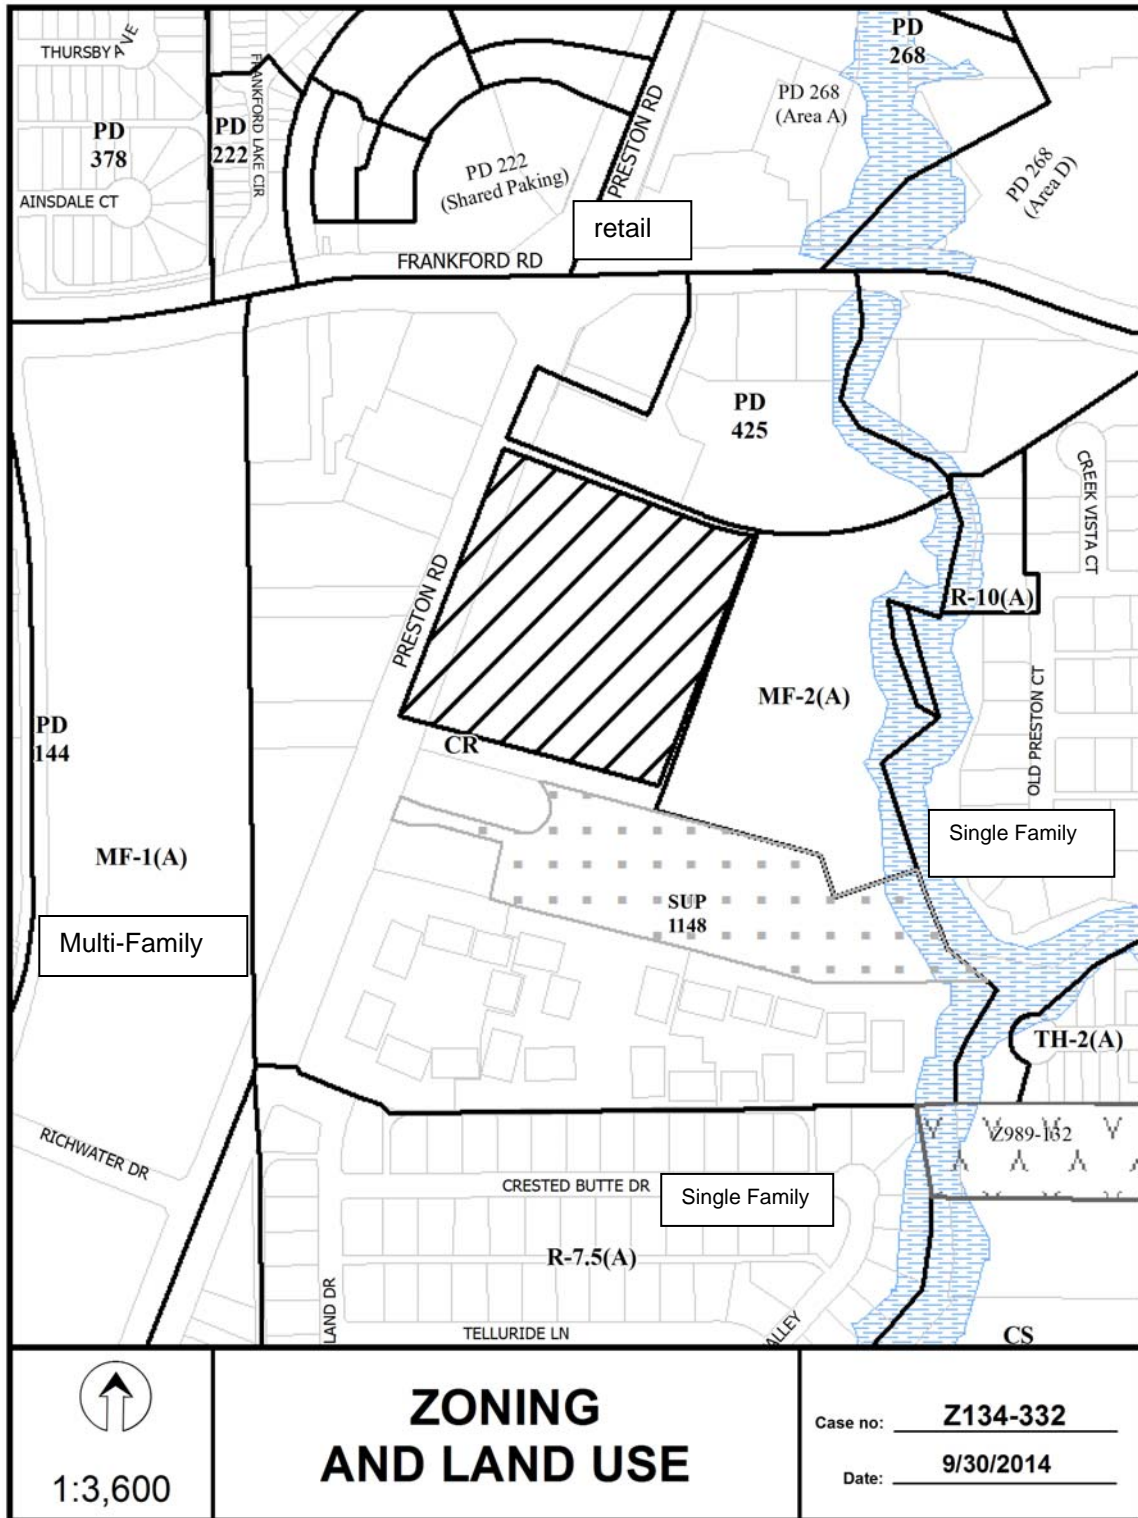 THURSBY AVE
FRANKFORD LAKE CIR
PD
378
PD
222
AINSDALE CT
PD 222
(Shared Paking)
PRESTON RD
PD
268
PD 268
(Area A)
PD 268
(Area D)
retail
FRANKFORD RD
PD
425
CREEK VISTA CT
R-10(A)
PRESTON RD
MF-2(A)
OLD PRESTON CT
PD
144
CR
Single Family
MF-1(A)
Multi-Family
SUP
1148
TH-2(A)
Z989-132
RICHWATER DR
CRESTED BUTTE DR
Single Family
R-7.5(A)
LAND DR
TELLURIDE LN
ALLEY
CS
1:3,600
ZONING
AND LAND USE
Case no: Z134-332
Date: 9/30/2014